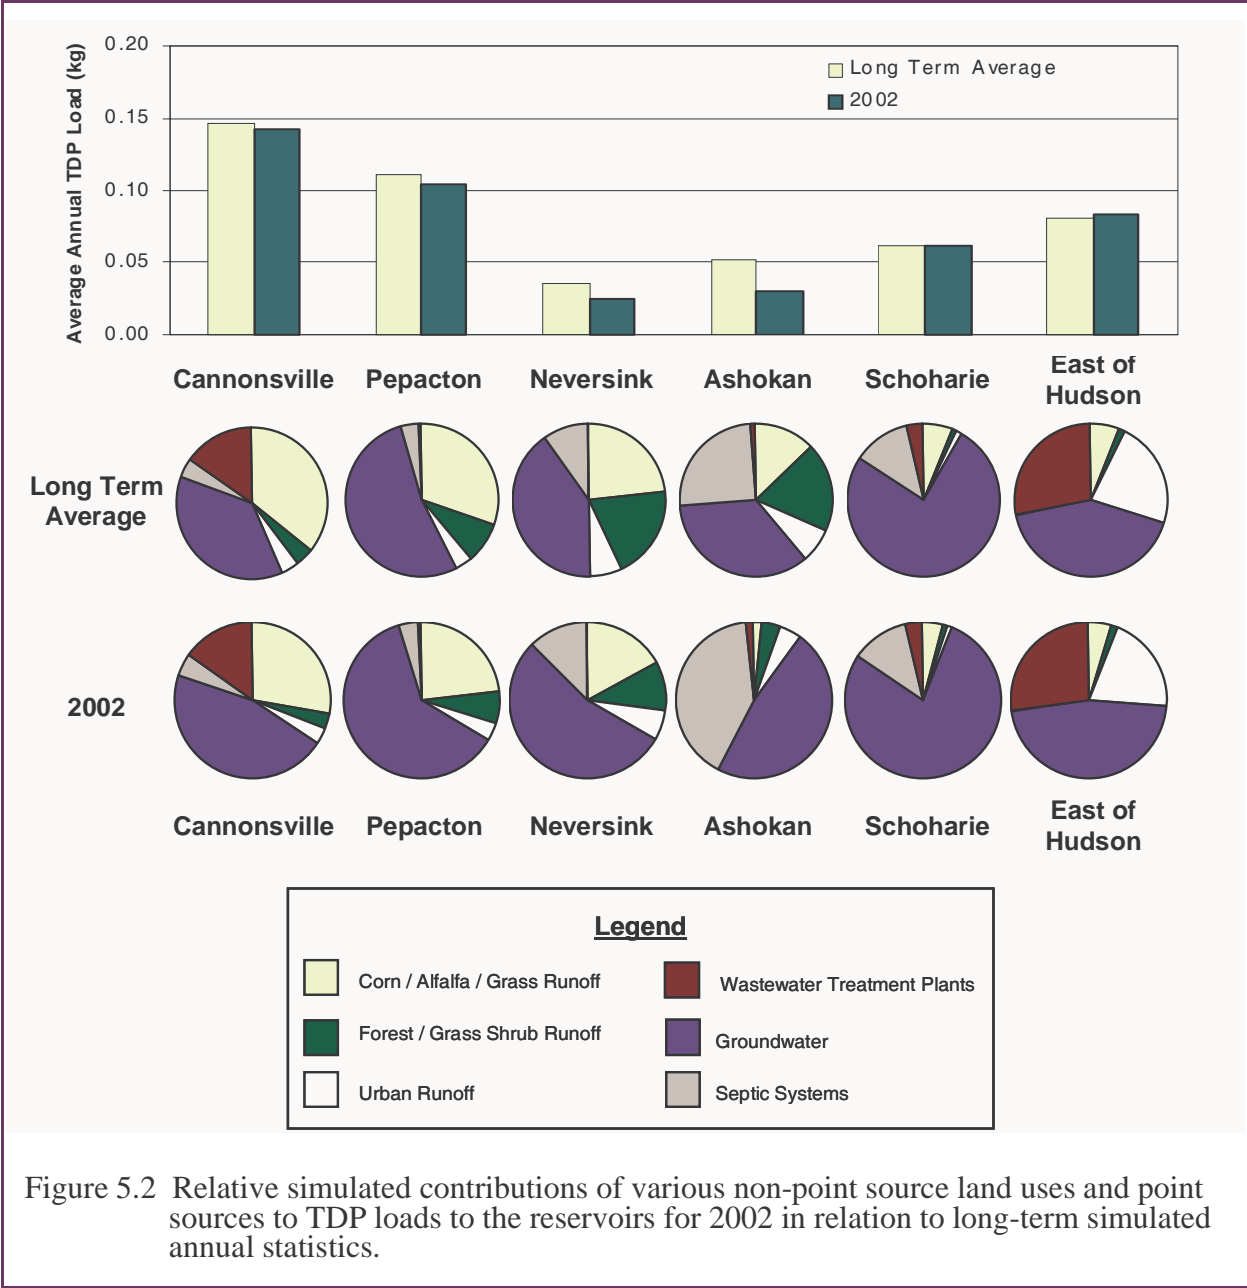 Average Annual TDP Load (kg)
0.20
0.15
0.10
0.05
0.00
Long Term Average
2002
Cannonsville
Pepacton
Neversink
Ashokan
Schoharie
East of
Hudson
Long Term
Average
2002
Cannonsville
Pepacton
Neversink
Ashokan
Schoharie
East of
Hudson
Legend
Corn / Alfalfa / Grass Runoff
Wastewater Treatment Plants
Forest / Grass Shrub Runoff
Groundwater
Urban Runoff
Septic Systems
Figure 5.2 Relative simulated contributions of various non-point source land uses and point
sources to TDP loads to the reservoirs for 2002 in relation to long-term simulated
annual statistics.